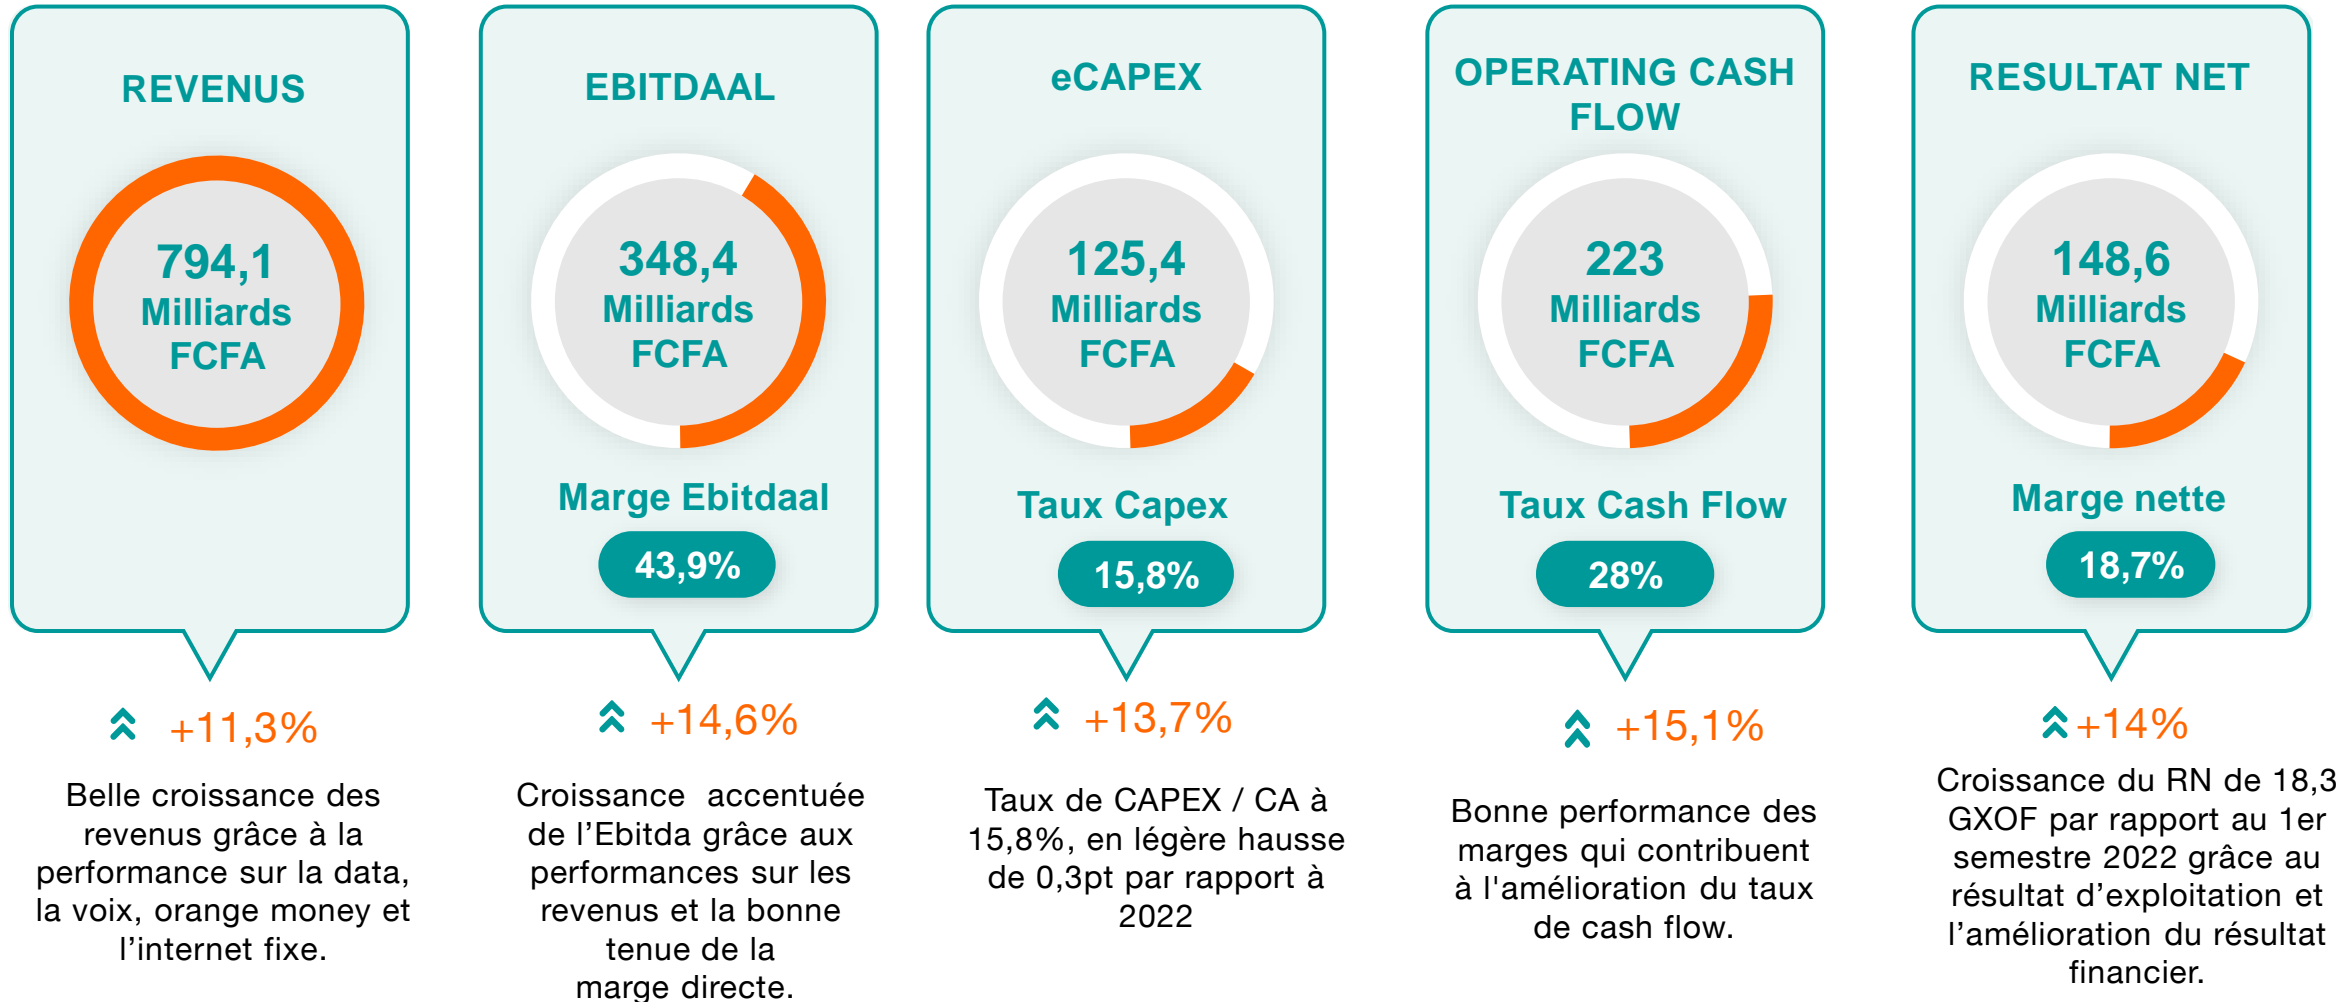 REVENUS
794,1
Milliards
FCFA
+11,3%
Belle croissance des
revenus grâce à la
performance sur la data,
la voix, orange money et
l’internet fixe.
EBITDAAL
348,4
Milliards
FCFA
Marge Ebitdaal
43,9%
+14,6%
Croissance accentuée
de l’Ebitda grâce aux
performances sur les
revenus et la bonne
tenue de la
marge directe.
eCAPEX
125,4
Milliards
FCFA
Taux Capex
15,8%
+13,7%
Taux de CAPEX / CA à
15,8%, en légère hausse
de 0,3pt par rapport à
2022
OPERATING CASH
FLOW
223
Milliards
FCFA
Taux Cash Flow
28%
+15,1%
Bonne performance des
marges qui contribuent
à l'amélioration du taux
de cash flow.
RESULTAT NET
148,6
Milliards
FCFA
Marge nette
18,7%
+14%
Croissance du RN de 18,3
GXOF par rapport au 1er
semestre 2022 grâce au
résultat d’exploitation et
l’amélioration du résultat
financier.